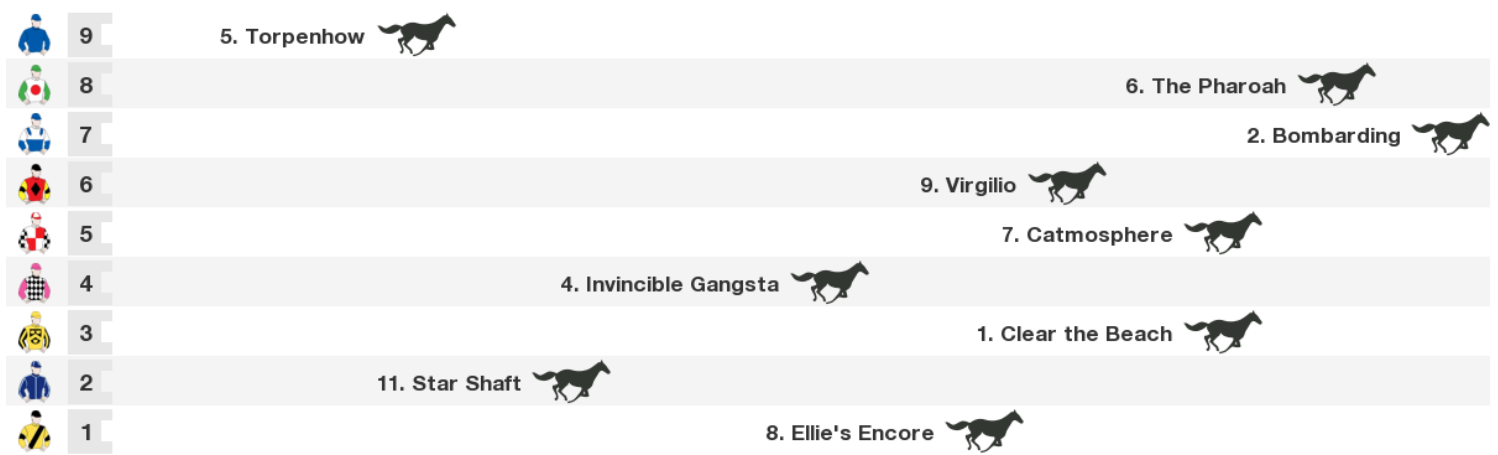 9 5. Torpenhow
8 6. The Pharoah
7 2. Bombarding
6 9. Virgilio
5 7. Catmosphere
4 4. Invincible Gangsta
3 1. Clear the Beach
2 11. Star Shaft
1 8. Ellie's Encore